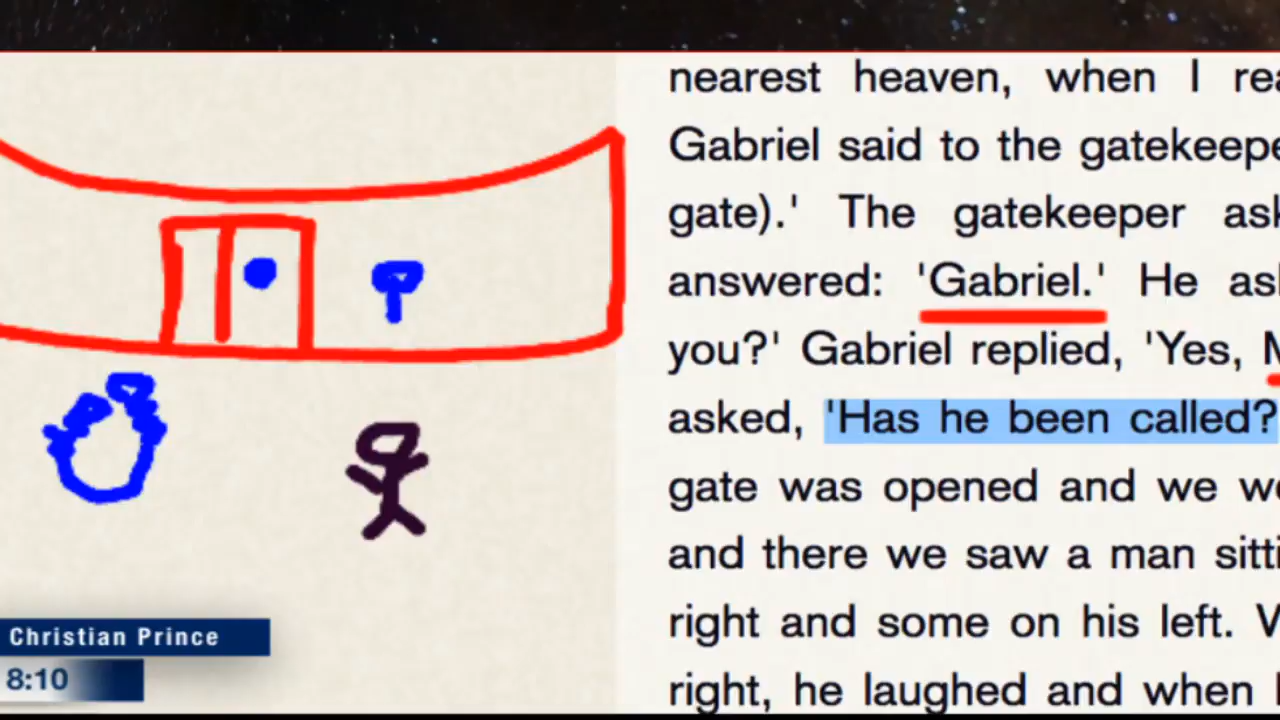 nearest heaven, when I
Gabriel said to the
gate).' The gatekeeper
answered: 'Gabriel.' He
you?' Gabriel replied, 'Yes,
asked, 'Has he been called?
gate was opened and we
and there we saw a man
right and some on his left.
right, he laughed and when
Christian Prince
8:10